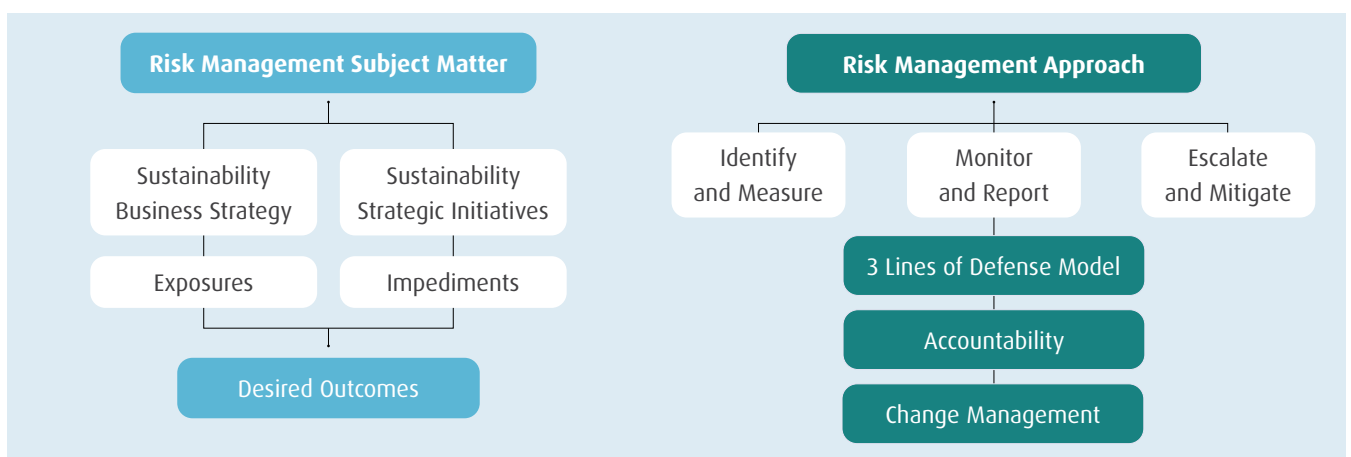 Risk Management Subject Matter
Sustainability
Business Strategy
Sustainability
Strategic Initiatives
Exposures
Impediments
Desired Outcomes
Risk Management Approach
Identify
and Measure
Monitor
and Report
Escalate
and Mitigate
3 Lines of Defense Model
Accountability
Change Management